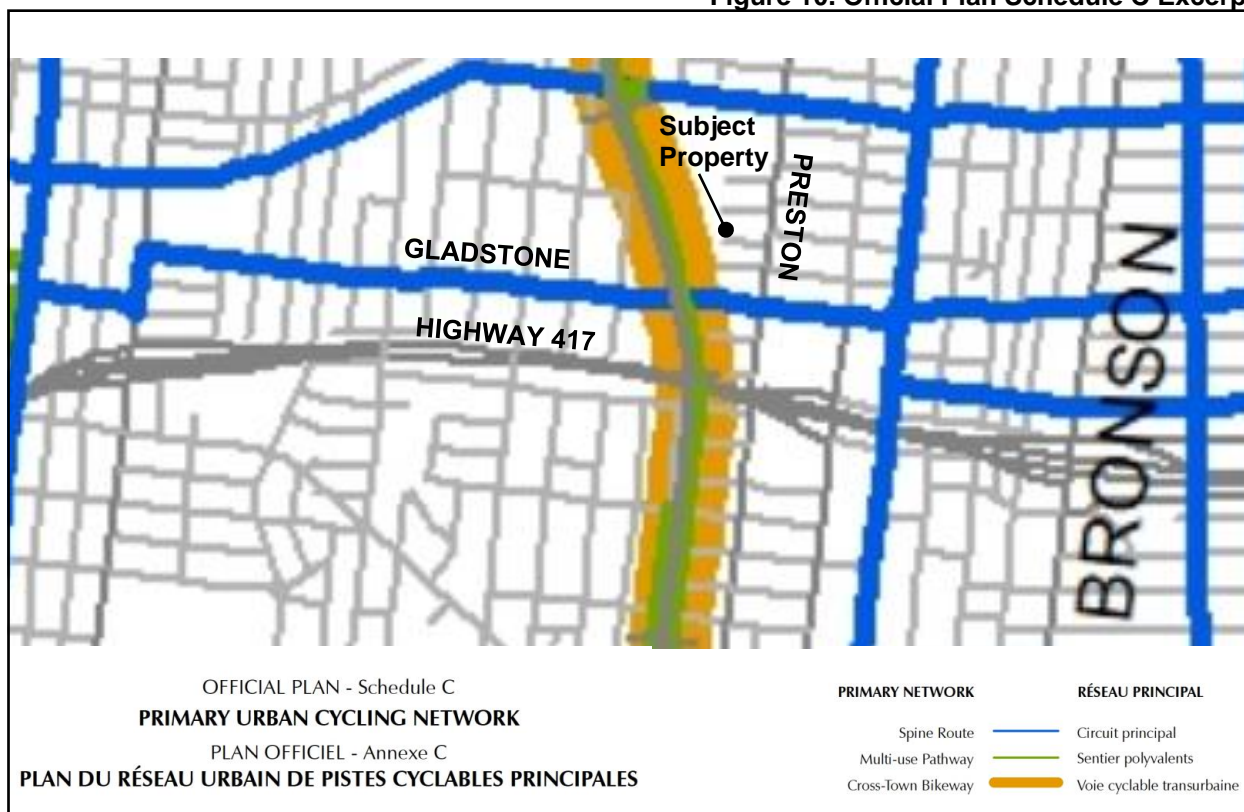 Figure 10: Official Plan Schedule C Excerp
Subject
Property
PRESTON
GLADSTONE
HIGHWAY 417
BRONSON
OFFICIAL PLAN - Schedule C
PRIMARY URBAN CYCLING NETWORK
PLAN OFFICIEL - Annexe C
PLAN DU RÉSEAU URBAIN DE PISTES CYCLABLES PRINCIPALES
PRIMARY NETWORK RÉSEAU PRINCIPAL
Spine Route Circuit principal
Multi-use Pathway Sentier polyvalents
Cross-Town Bikeway Voie cyclable transurbaine